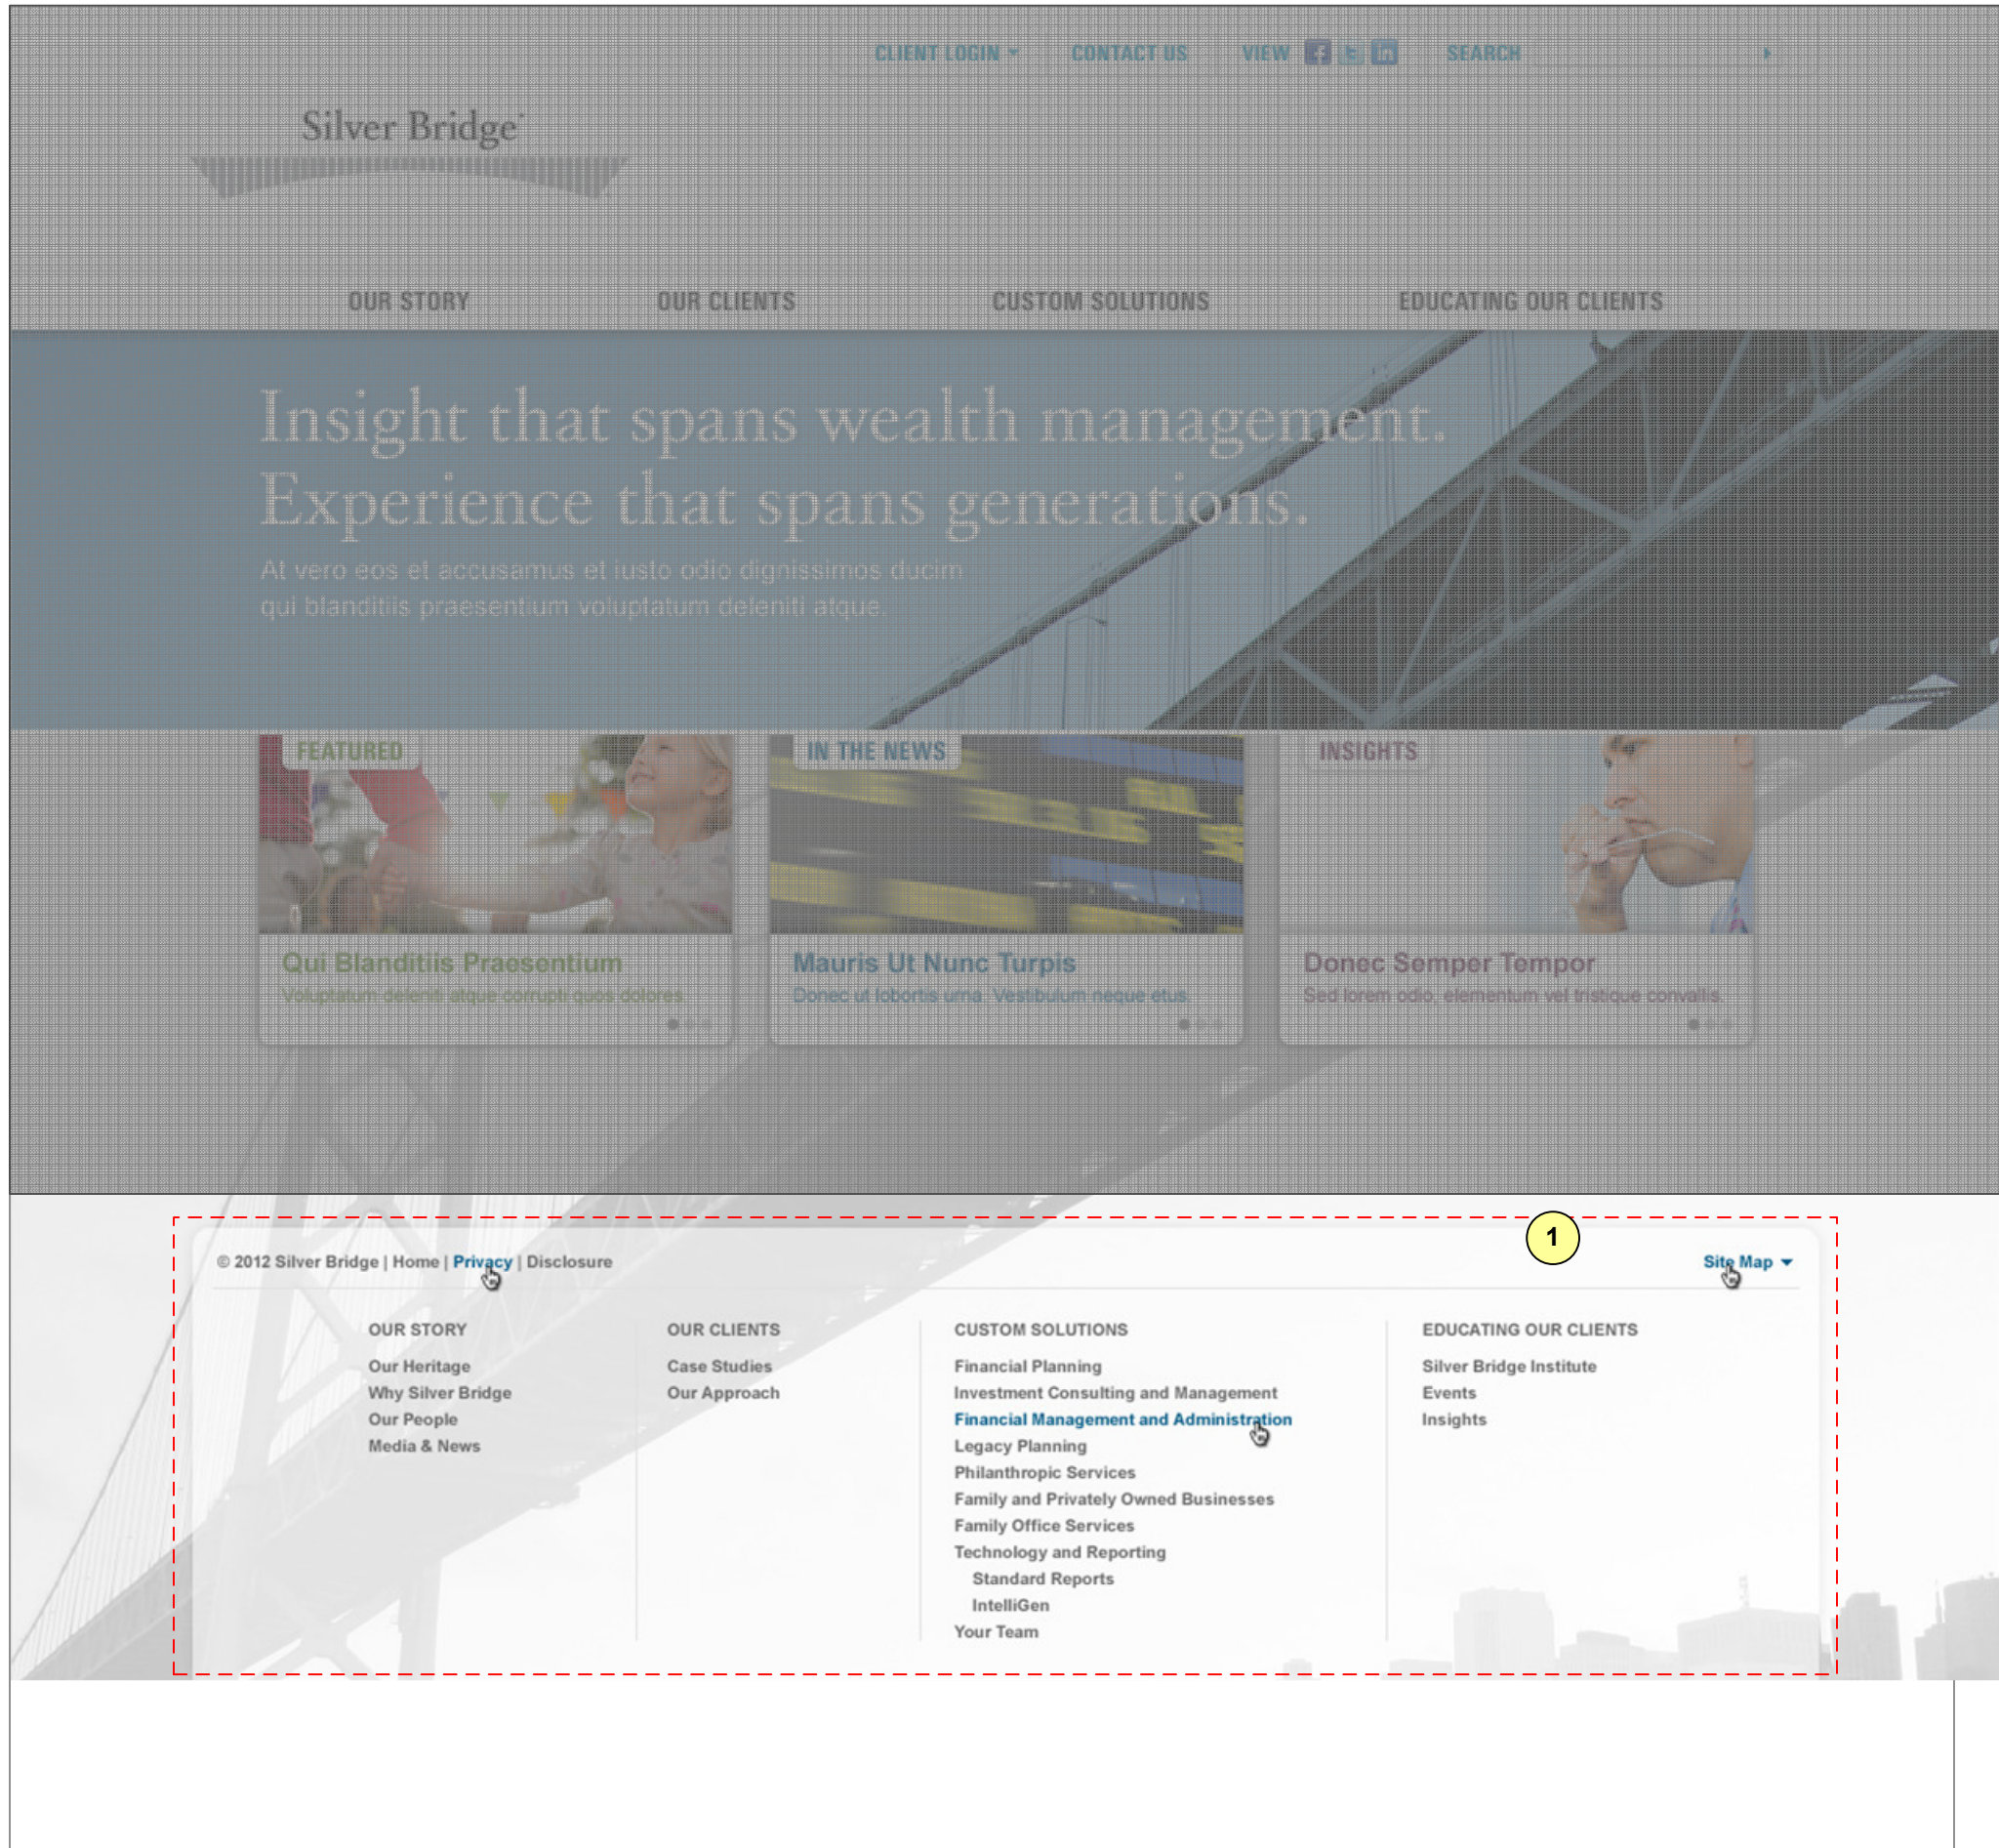 CLIENT LOGIN
CONTACT US
VIEW
SEARCH
Silver Bridge
OUR STORY
OUR CLIENTS
CUSTOM SOLUTIONS
EDUCATING OUR CLIENTS
Insight that spans wealth management.
Experience that spans generations.
At vero eos et accusamus et iusto odio dignissimos ducim
qui blanditiis praesentium voluptatum deleniti atque.
FEATURED
Qui Blanditiis Praesentium
Voluptatum deleniti atque corrupti quos dolores.
IN THE NEWS
Mauris Ut Nunc Turpis
Donec ut lobortis urna. Vestibulum neque etus.
INSIGHTS
Donec Semper Tempor
Sed lorem odio, elementum vel tristique convallis.
1
© 2012 Silver Bridge | Home | Privacy | Disclosure
Site Map
OUR STORY
Our Heritage
Why Silver Bridge
Our People
Media & News
OUR CLIENTS
Case Studies
Our Approach
CUSTOM SOLUTIONS
Financial Planning
Investment Consulting and Management
Financial Management and Administration
Legacy Planning
Philanthropic Services
Family and Privately Owned Businesses
Family Office Services
Technology and Reporting
Standard Reports
IntelliGen
Your Team
EDUCATING OUR CLIENTS
Silver Bridge Institute
Events
Insights